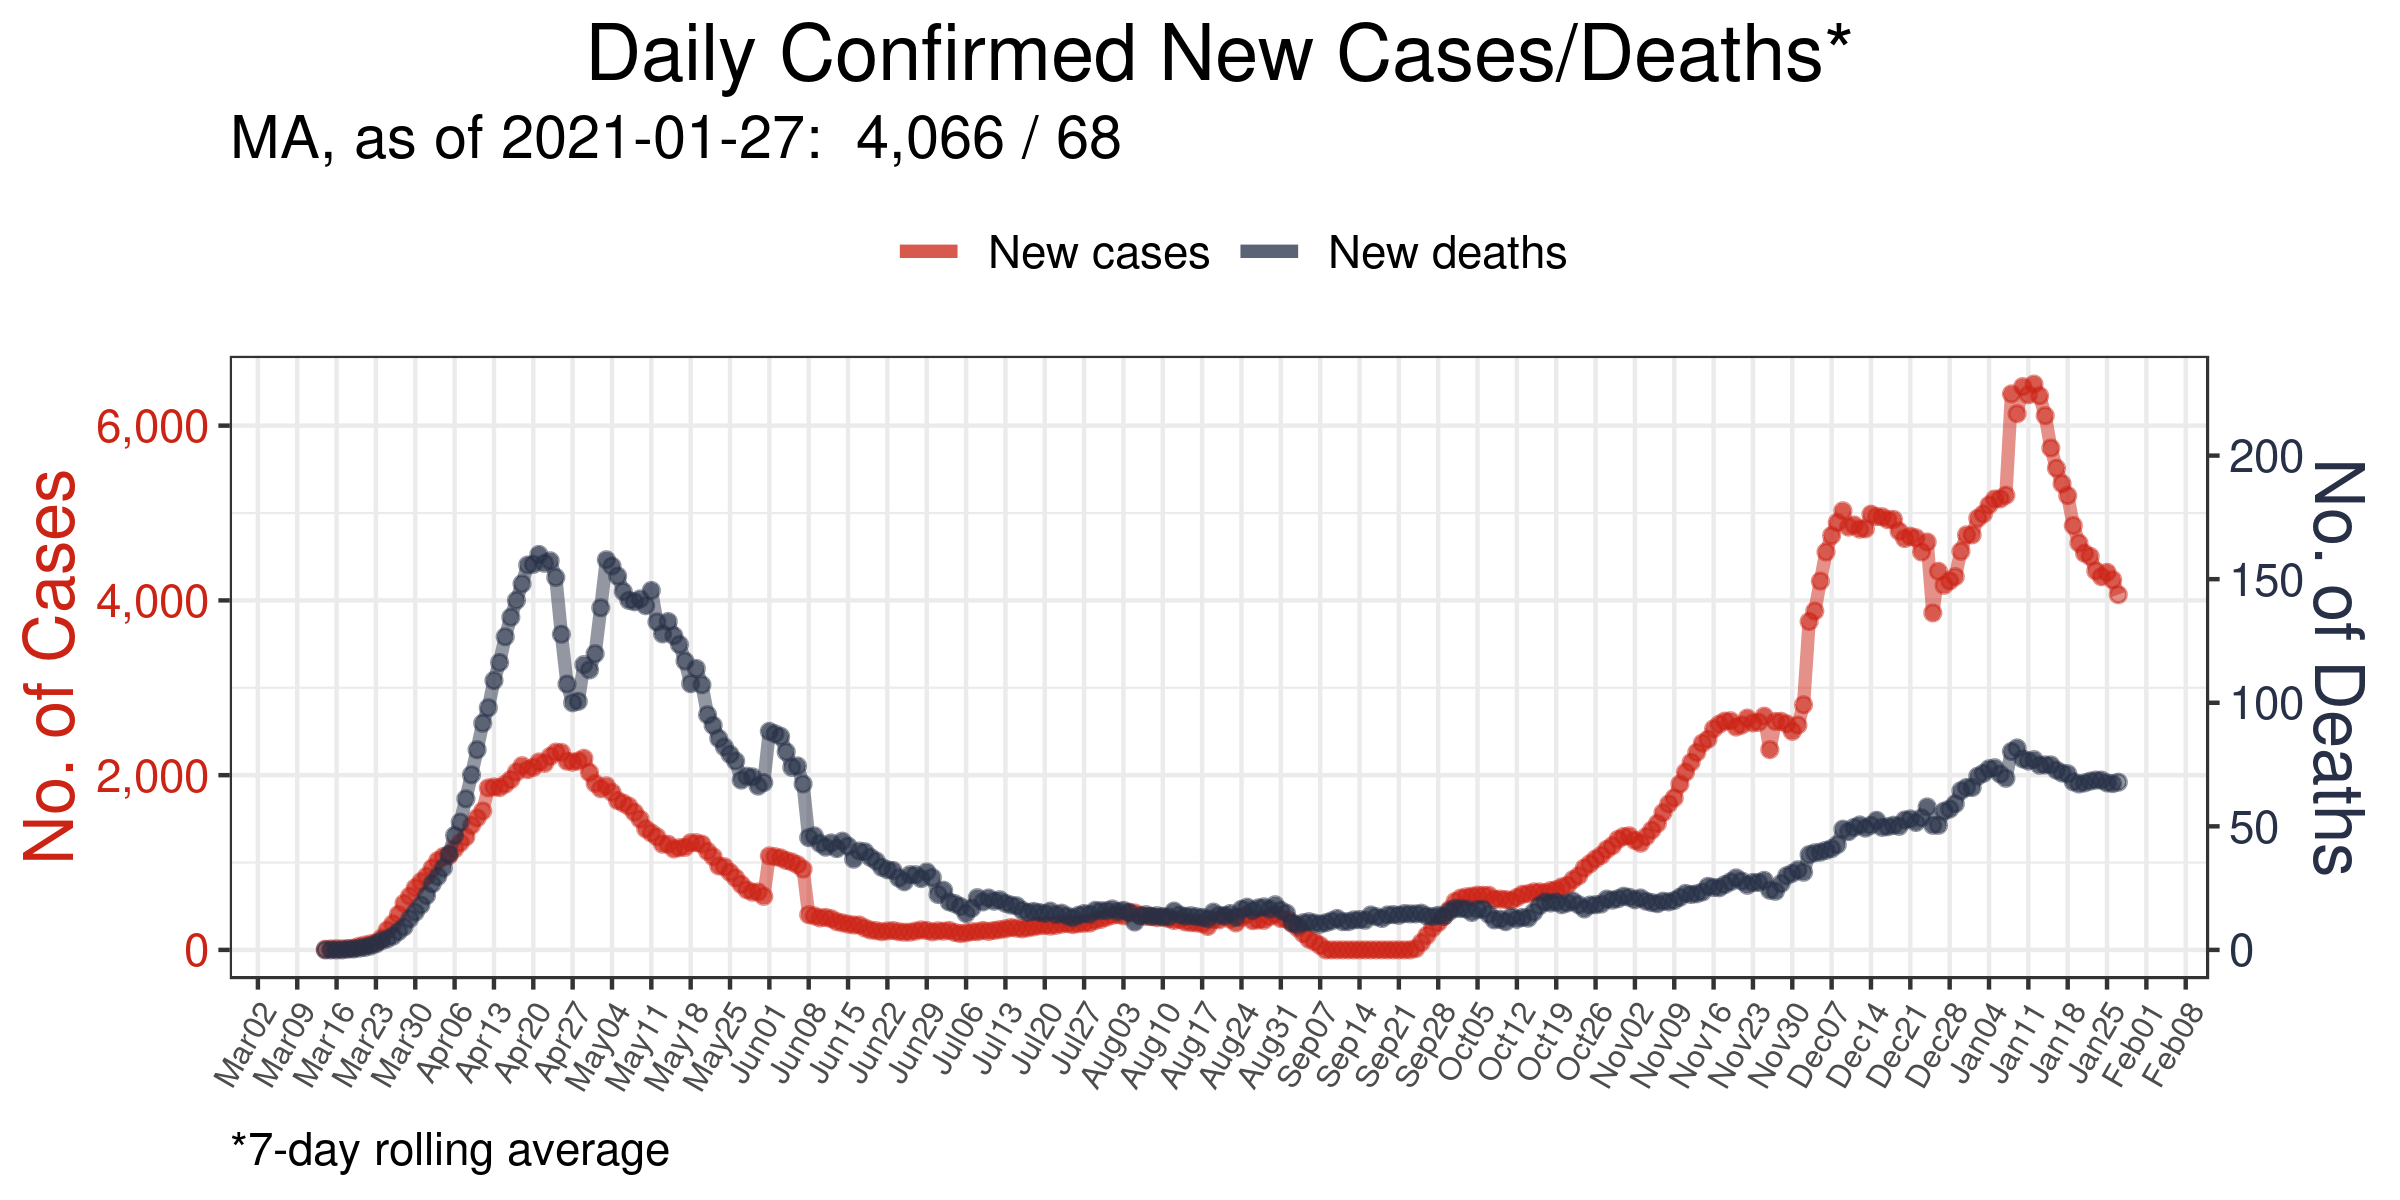 Daily Confirmed New Cases/Deaths*
MA, as of 2021-01-27: 4,066 / 68
New cases New deaths
No. of Cases
6,000
4,000
2,000
0
200
150
100
50
0
No. of Deaths
Mar02 Mar09 Mar16 Mar23 Mar30 Apr06 Apr13 Apr20 Apr27 May04 May11 May18 May25 Jun01 Jun08 Jun15 Jun22 Jun29 Jul06 Jul13 Jul20 Jul27 Aug03 Aug10 Aug17 Aug24 Aug31 Sep07 Sep14 Sep21 Sep28 Oct05 Oct12 Oct19 Oct26 Nov02 Nov09 Nov16 Nov23 Nov30 Dec07 Dec14 Dec21 Dec28 Jan04 Jan11 Jan18 Jan25 Feb01 Feb08
*7-day rolling average